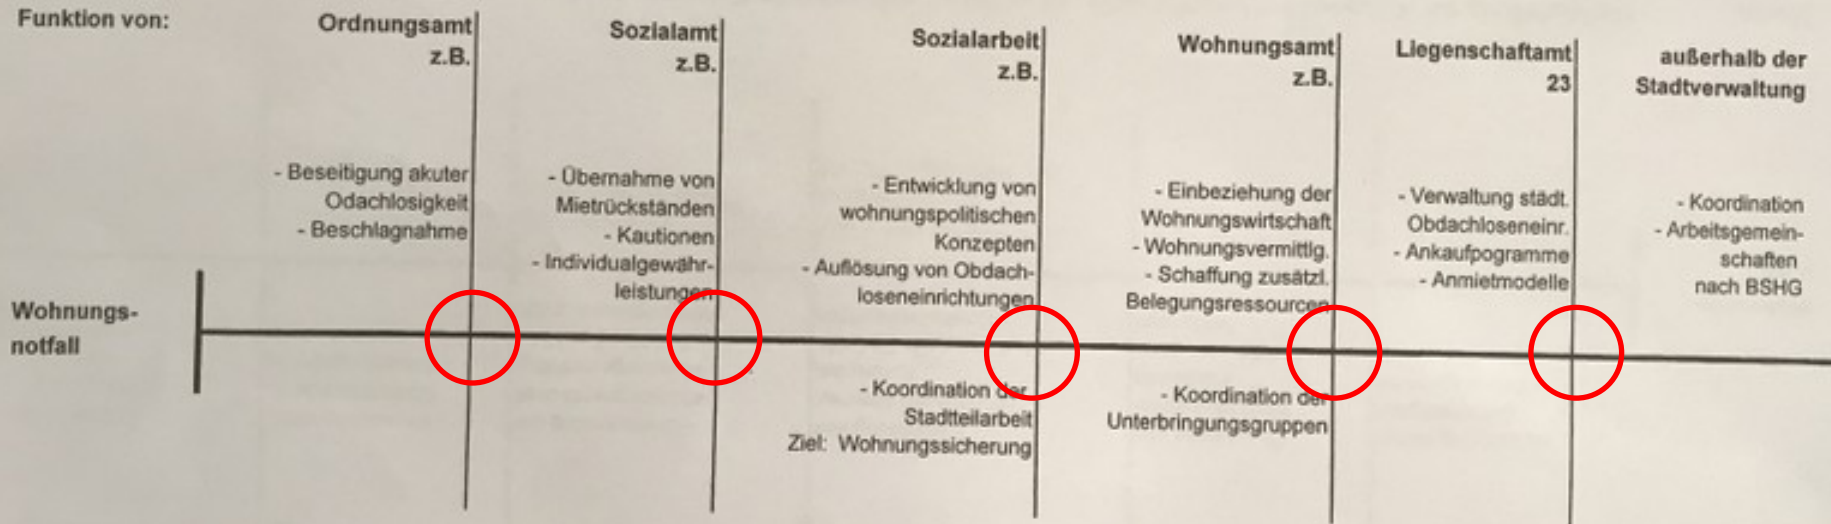 Funktion von:
Ordnungsamt
z.B.
Sozialamt
z.B.
Sozialarbeit
z.B.
Wohnungsamt
z.B.
Liegenschaftamt
23
außerhalb der
Stadtverwaltung
- Beseitigung akuter
Odachlosigkeit
- Beschlagnahme
- Übernahme von
Mietrückständen
- Kautionen
- Individualgewähr-
leistungen
- Entwicklung von
wohnungspolitischen
Konzepten
- Auflösung von Obdach-
loseneinrichtungen
- Einbeziehung der
Wohnungswirtschaft
- Wohnungsvermittlg.
- Schaffung zusätzl.
Belegungsressourcen
- Verwaltung städt.
Obdachloseneinr.
- Ankaufpogramme
- Anmietmodelle
- Koordination
- Arbeitsgemein-
schaften
nach BSHG
Wohnungs-
notfall
- Koordination der
Stadtteilarbeit
Ziel: Wohnungssicherung
- Koordination der
Unterbringungsgruppen